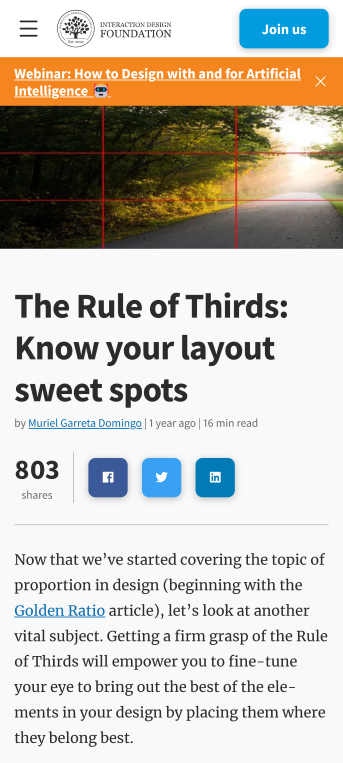 INTERACTION DESIGN
FOUNDATION
Join us
Webinar: How to Design with and for Artificial
Intelligence
The Rule of Thirds:
Know your layout
sweet spots
by Muriel Garreta Domingo | 1 year ago | 16 min read
803
shares
Now that we’ve started covering the topic of
proportion in design (beginning with the
Golden Ratio article), let’s look at another
vital subject. Getting a firm grasp of the Rule
of Thirds will empower you to fine-tune
your eye to bring out the best of the ele-
ments in your design by placing them where
they belong best.